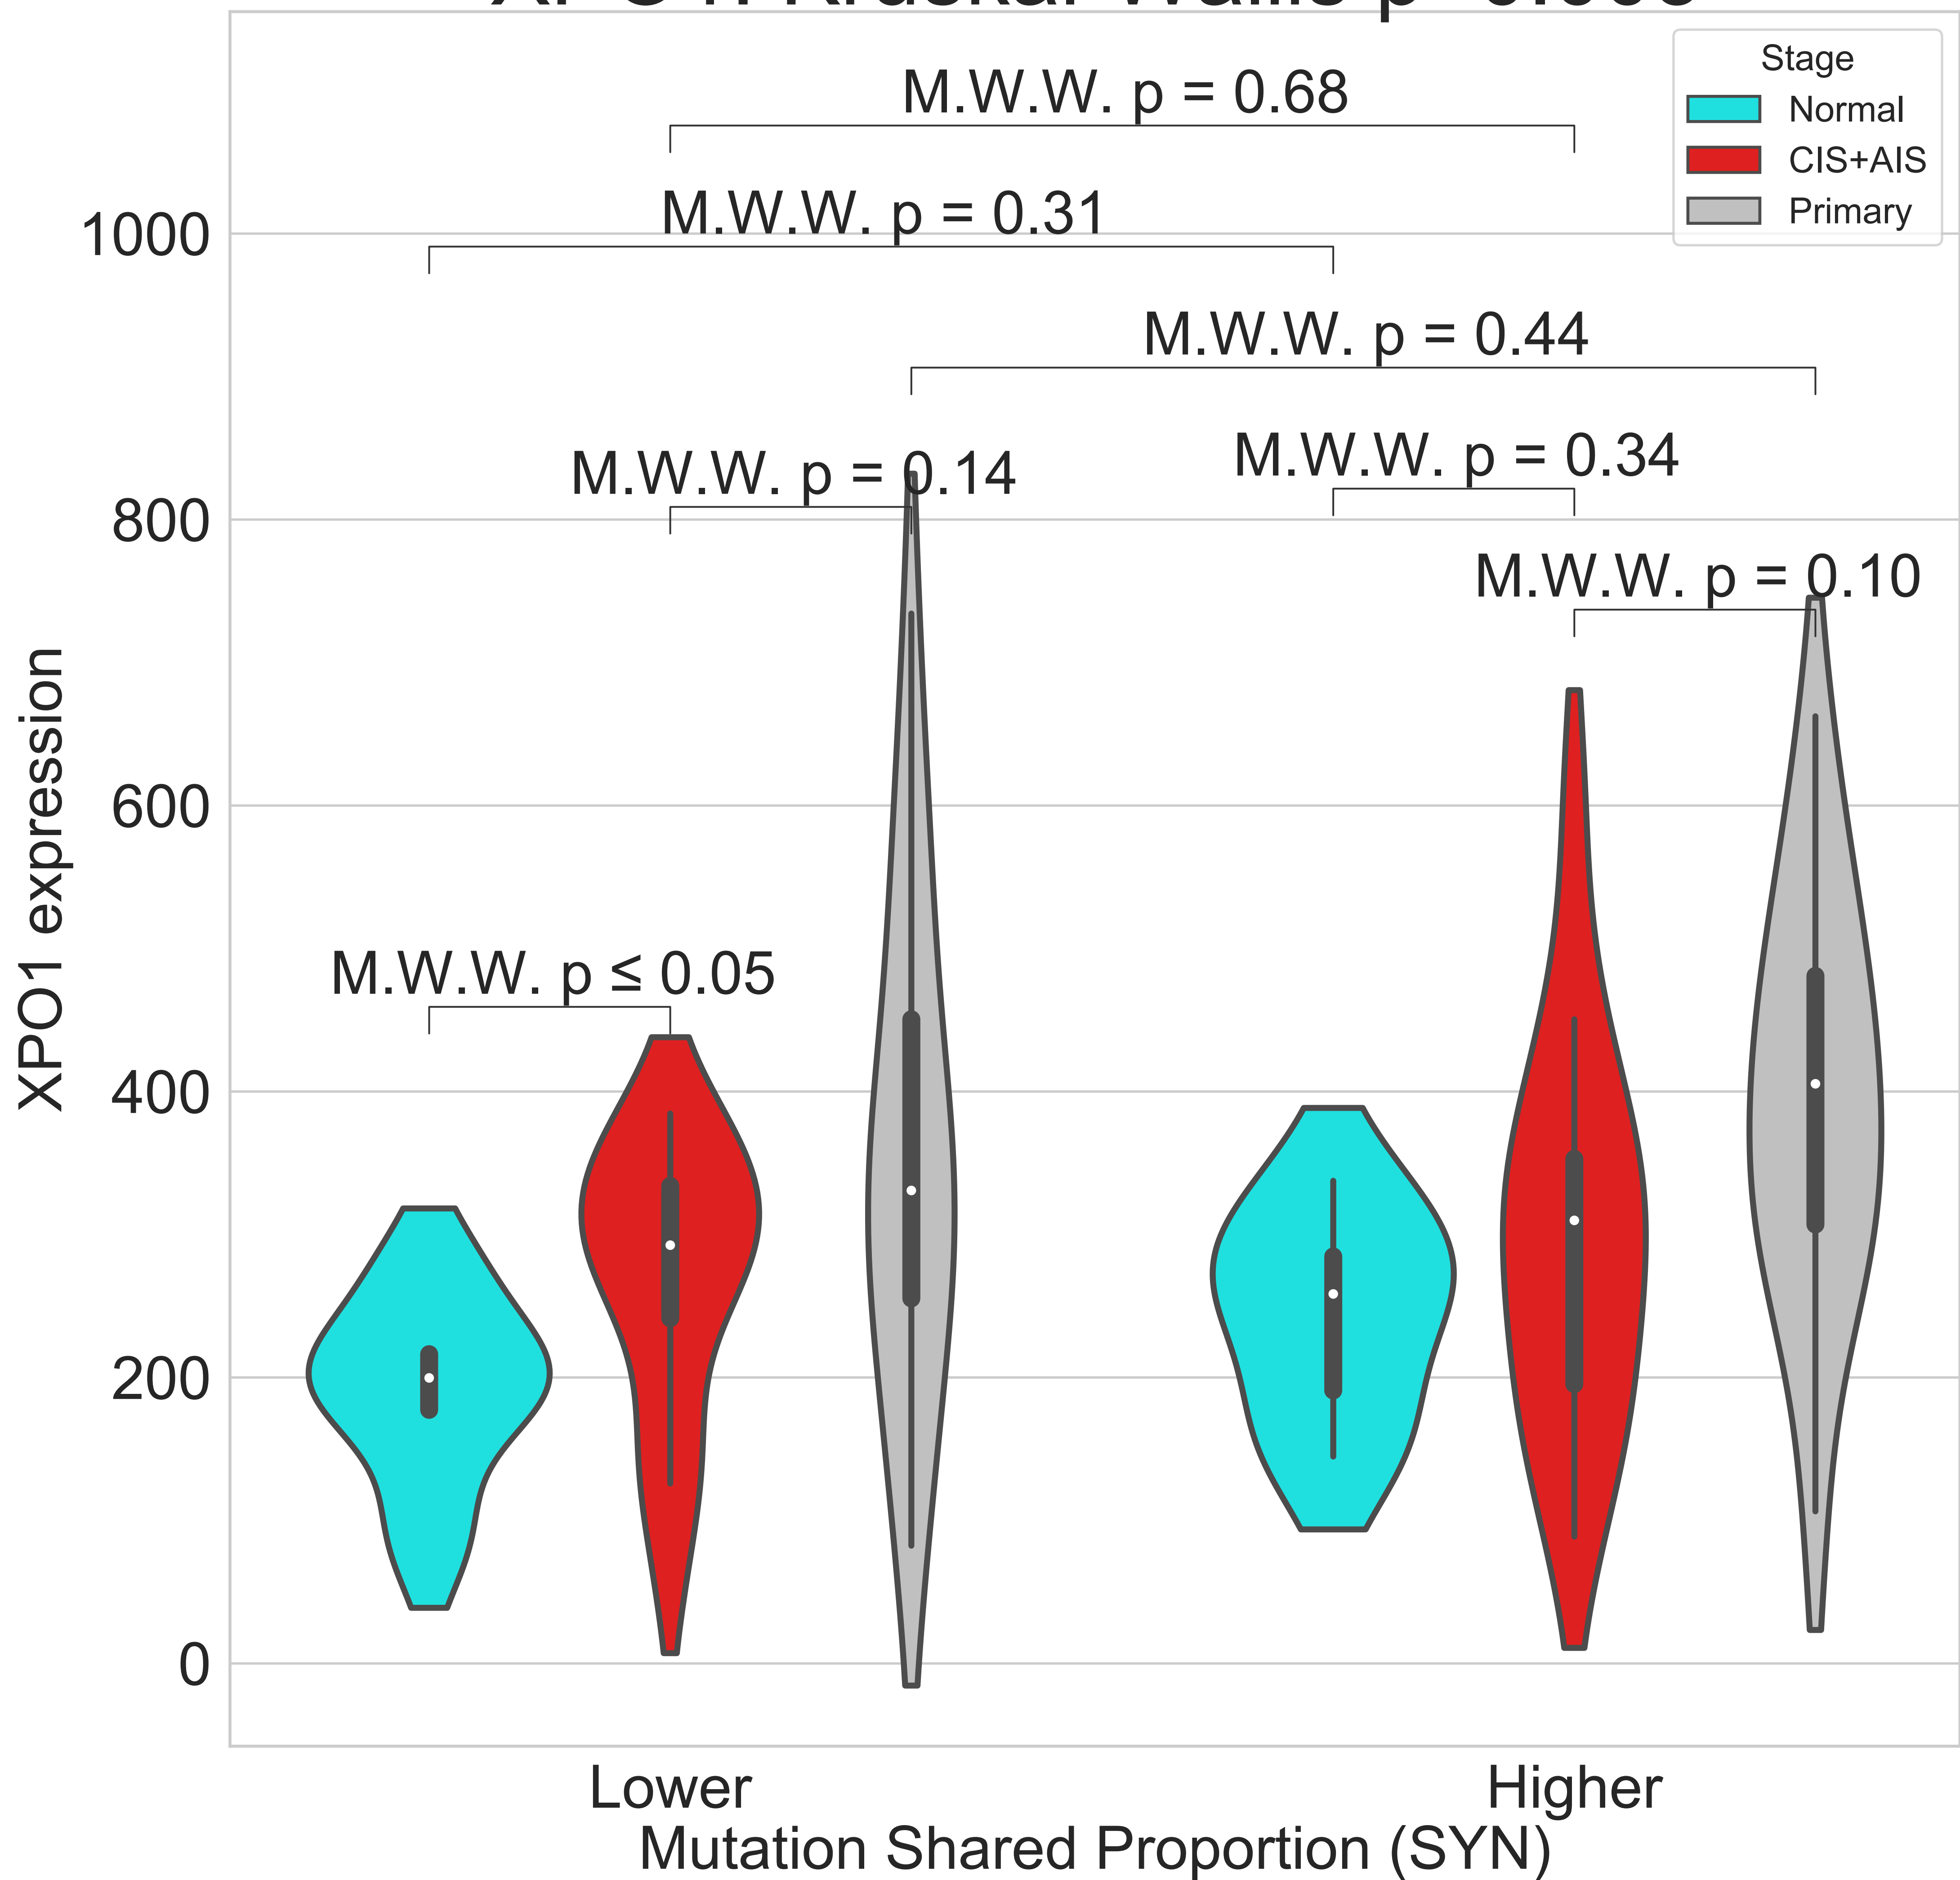 Stage
Normal
CIS+AIS
Primary
M.W.W. p = 0.68
M.W.W. p = 0.31
M.W.W. p = 0.44
M.W.W. p = 0.14
M.W.W. p = 0.34
M.W.W. p = 0.10
M.W.W. p ≤ 0.05
1000
800
600
400
200
0
XPO1 expression
Lower
Higher
Mutation Shared Proportion (SYN)